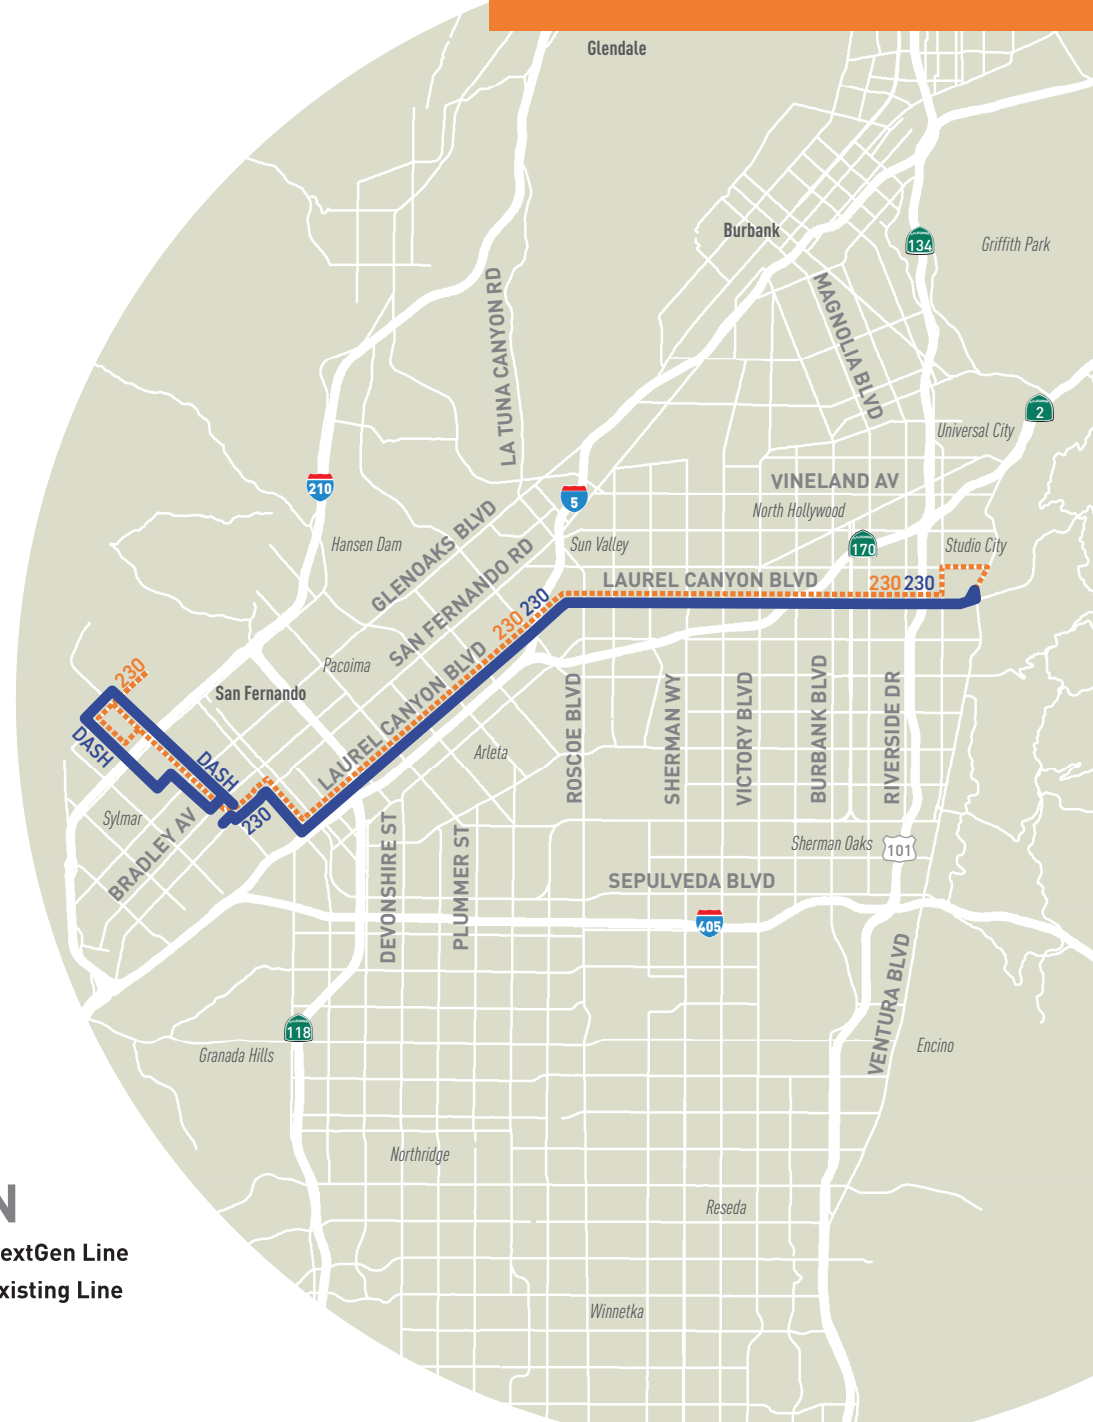 Glendale
Burbank
134
Griffith Park
MAGNOLIA BLVD
LA TUNA CANYON RD
2
Universal City
VINELAND AV
210
5
North Hollywood
GLENOAKS BLVD
Hansen Dam
Sun Valley
170
Studio City
SAN FERNANDO RD
LAUREL CANYON BLVD
230 230
230 230
Pacoima
230
San Fernando
LAUREL CANYON BLVD
DASH
DASH
Arleta
ROSCOE BLVD
SHERMAN WY
VICTORY BLVD
BURBANK BLVD
RIVERSIDE DR
Sylmar
230
BRADLEY AV
Sherman Oaks
101
DEVONSHIRE ST
PLUMMER ST
SEPULVEDA BLVD
405
VENTURA BLVD
118
Granada Hills
Encino
Northridge
N
Reseda
extGen Line
xisting Line
Winnetka